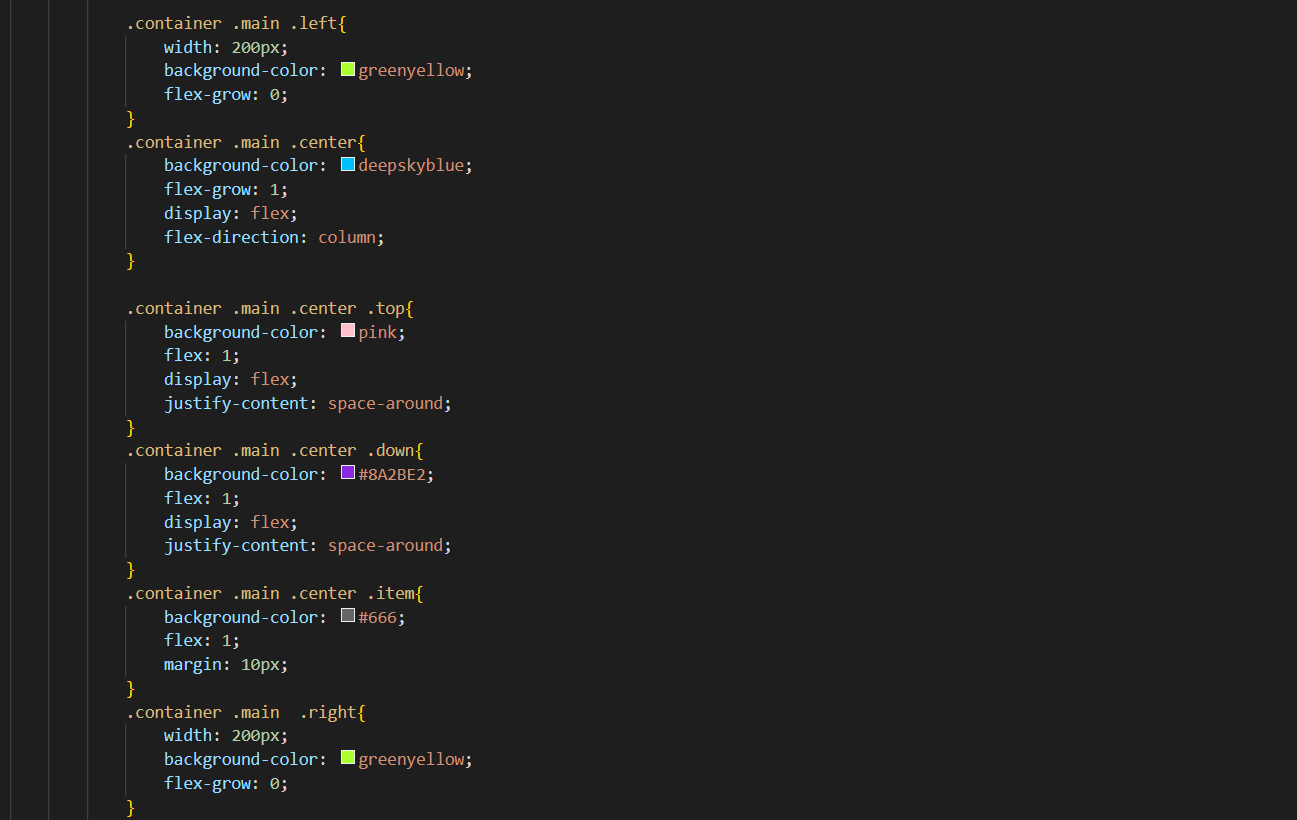 .container .main .left{
width: 200px;
background-color: greenyellow;
flex-grow: 0;
}
.container .main .center{
background-color: deepskyblue;
flex-grow: 1;
display: flex;
flex-direction: column;
}
.container .main .center .top{
background-color: pink;
flex: 1;
display: flex;
justify-content: space-around;
}
.container .main .center .down{
background-color: #8A2BE2;
flex: 1;
display: flex;
justify-content: space-around;
}
.container .main .center .item{
background-color: #666;
flex: 1;
margin: 10px;
}
.container .main  .right{
width: 200px;
background-color: greenyellow;
flex-grow: 0;
}